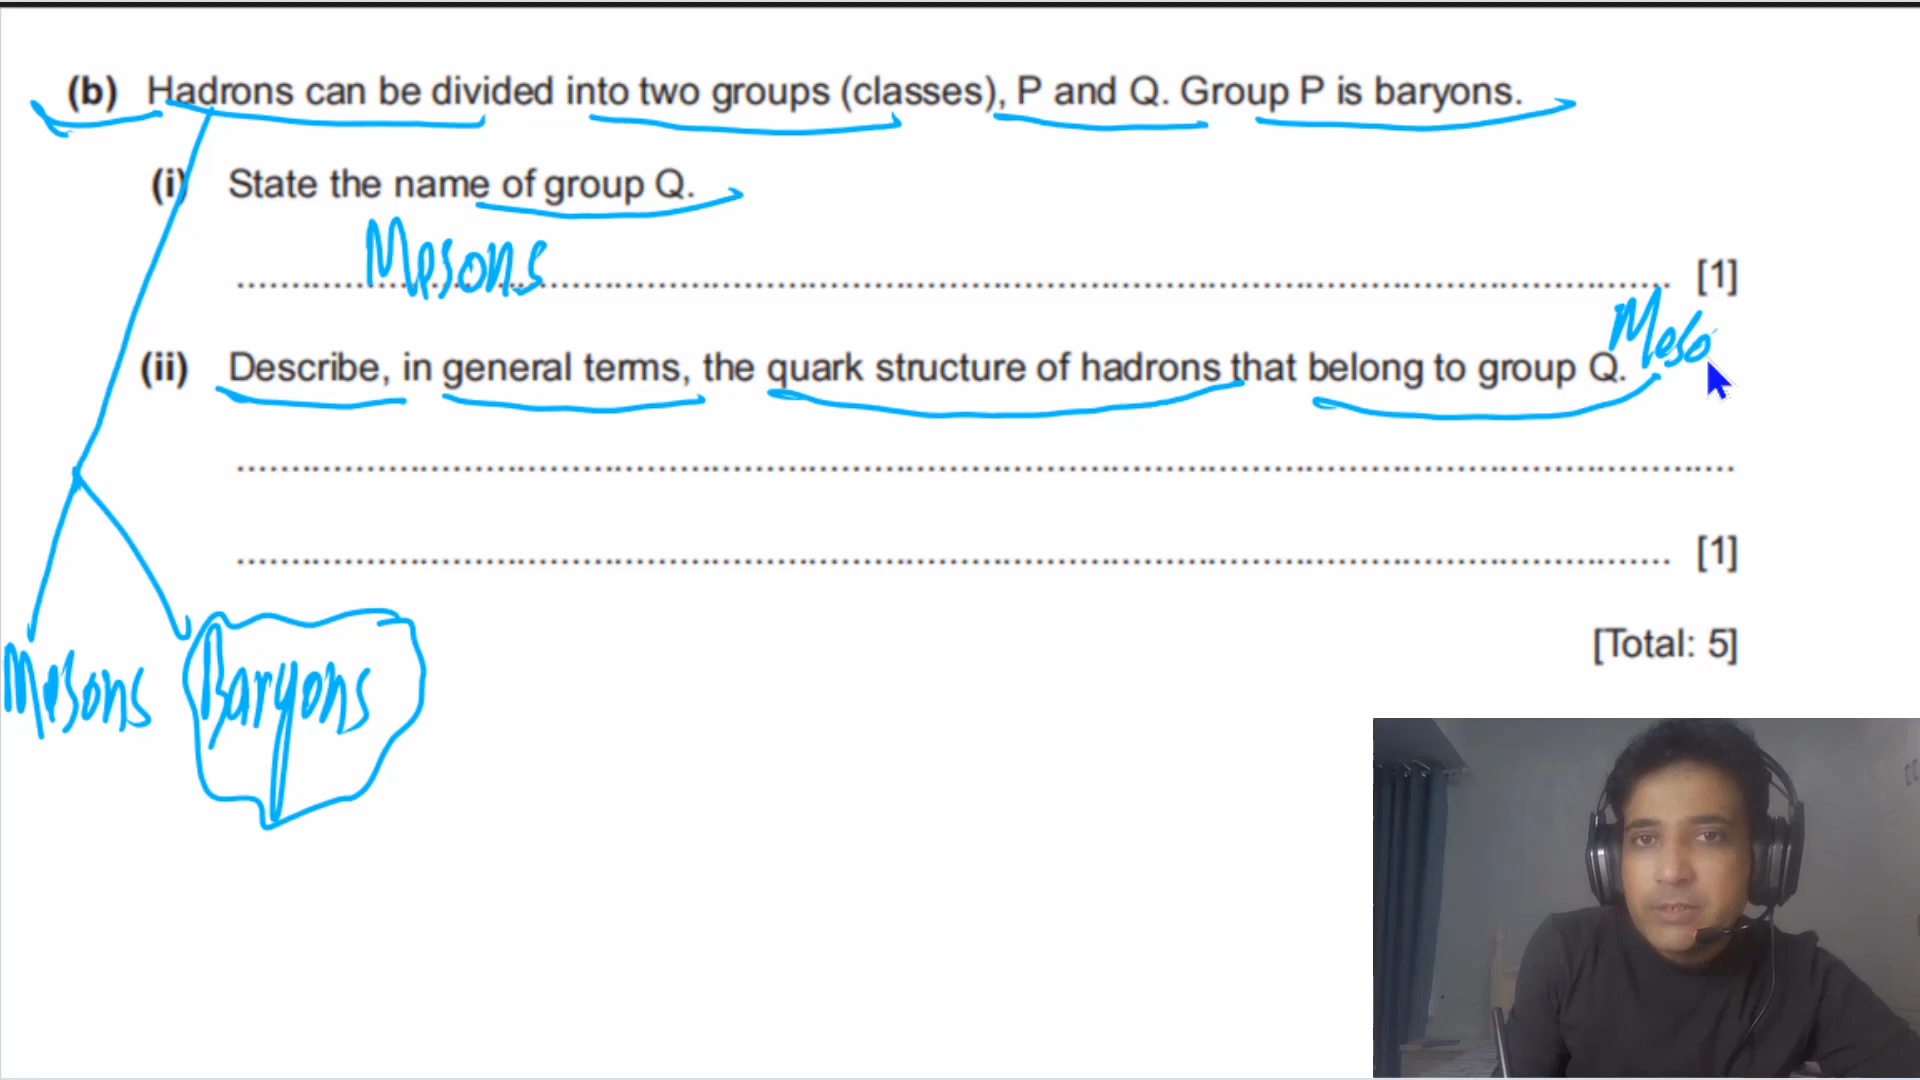 (b) Hadrons can be divided into two groups (classes), P and Q. Group P is baryons.
(i) State the name of group Q.
Mesons
[1]
Meso
(ii) Describe, in general terms, the quark structure of hadrons that belong to group Q.
[1]
[Total: 5]
Mesons Baryons